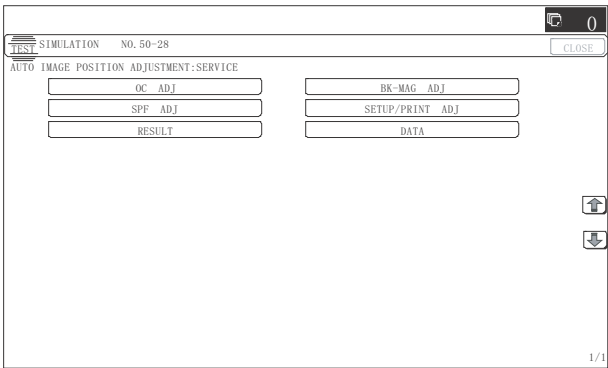 0
TEST SIMULATION NO. 50-28 CLOSE
AUTO IMAGE POSITION ADJUSTMENT:SERVICE
OC ADJ BK-MAG ADJ
SPF ADJ SETUP/PRINT ADJ
RESULT DATA
1/1